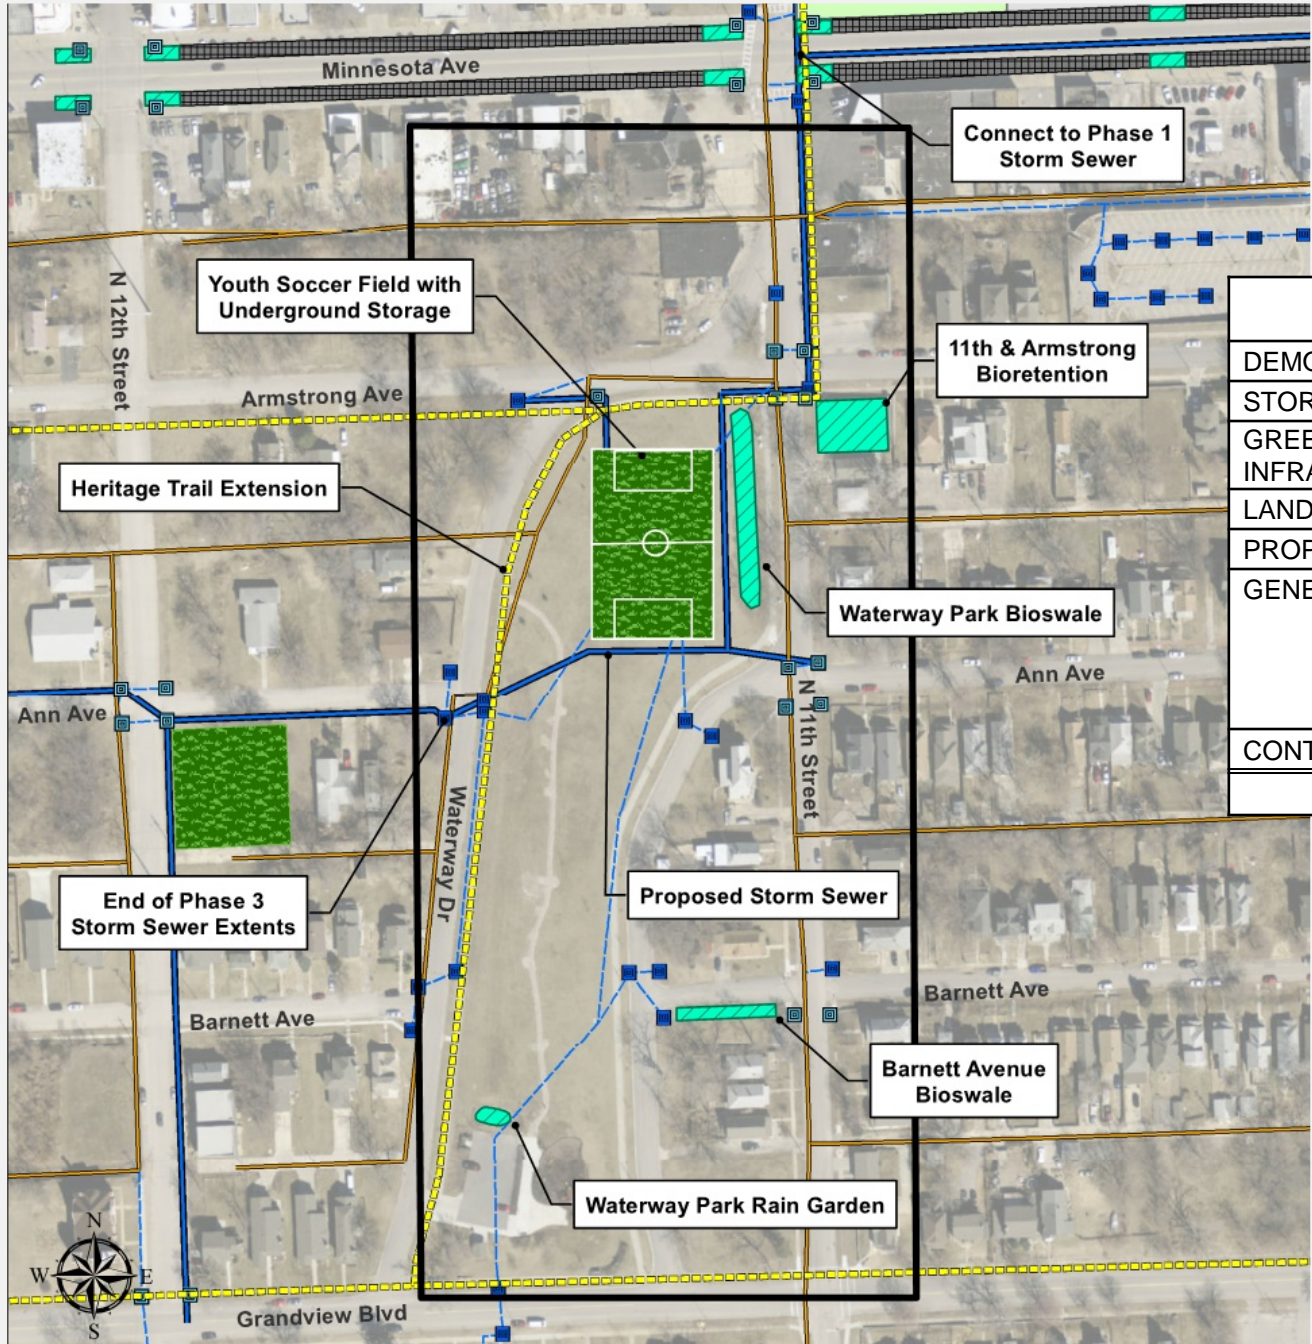 Minnesota Ave
Connect to Phase 1
Storm Sewer
N 12th Street
Youth Soccer Field with
Underground Storage
11th & Armstrong
Bioretention
Armstrong Ave
Heritage Trail Extension
Waterway Park Bioswale
Ann Ave
Ann Ave
N 11th Street
Waterway Dr
End of Phase 3
Storm Sewer Extents
Proposed Storm Sewer
Barnett Ave
Barnett Ave
Barnett Avenue
Bioswale
Waterway Park Rain Garden
Grandview Blvd
N
W E
S
DEMO
STOR
GREE
INFRA
LAND
PROP
GENE
CONT